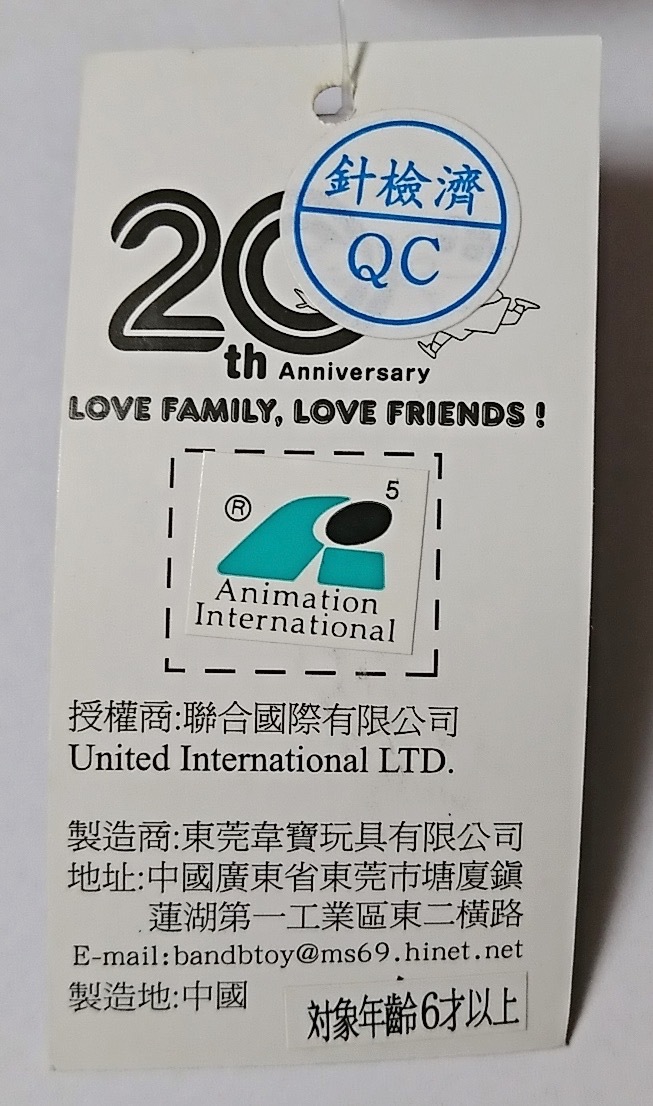 針檢濟
QC
20
th Anniversary
LOVE FAMILY, LOVE FRIENDS !
® 5
Animation
International
授權商:聯合國際有限公司
United International LTD.
製造商:東莞韋寶玩具有限公司
地址:中國廣東省東莞市塘廈鎮
蓮湖第一工業區東二橫路
E-mail:bandbtoy@ms69.hinet.net
製造地:中國
対象年齢6才以上